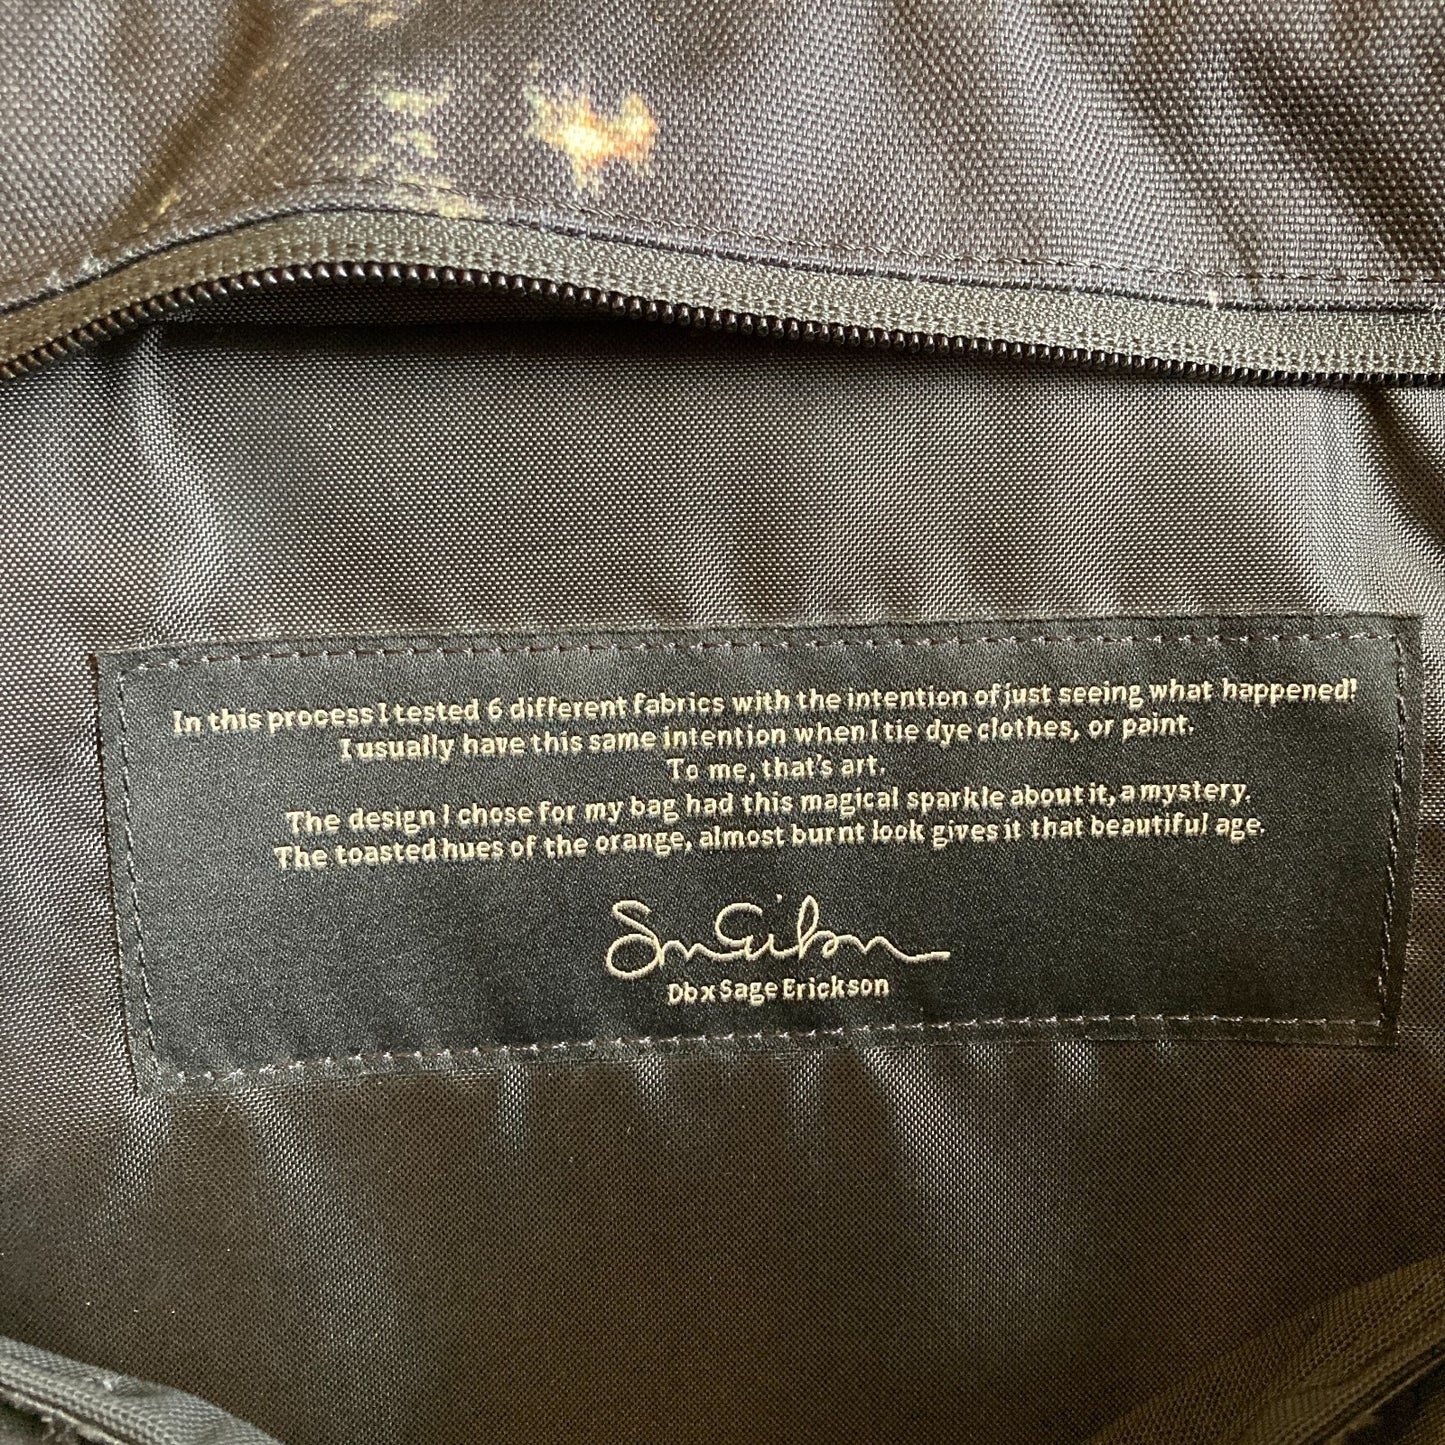 In this process I tested 6 different fabrics with the intention of just seeing what happened!
I usually have this same intention when I tie dye clothes, or paint.
To me, that's art.
The design I chose for my bag had this magical sparkle about it, a mystery.
The toasted hues of the orange, almost burnt look gives it that beautiful age.
Db x Sage Erickson